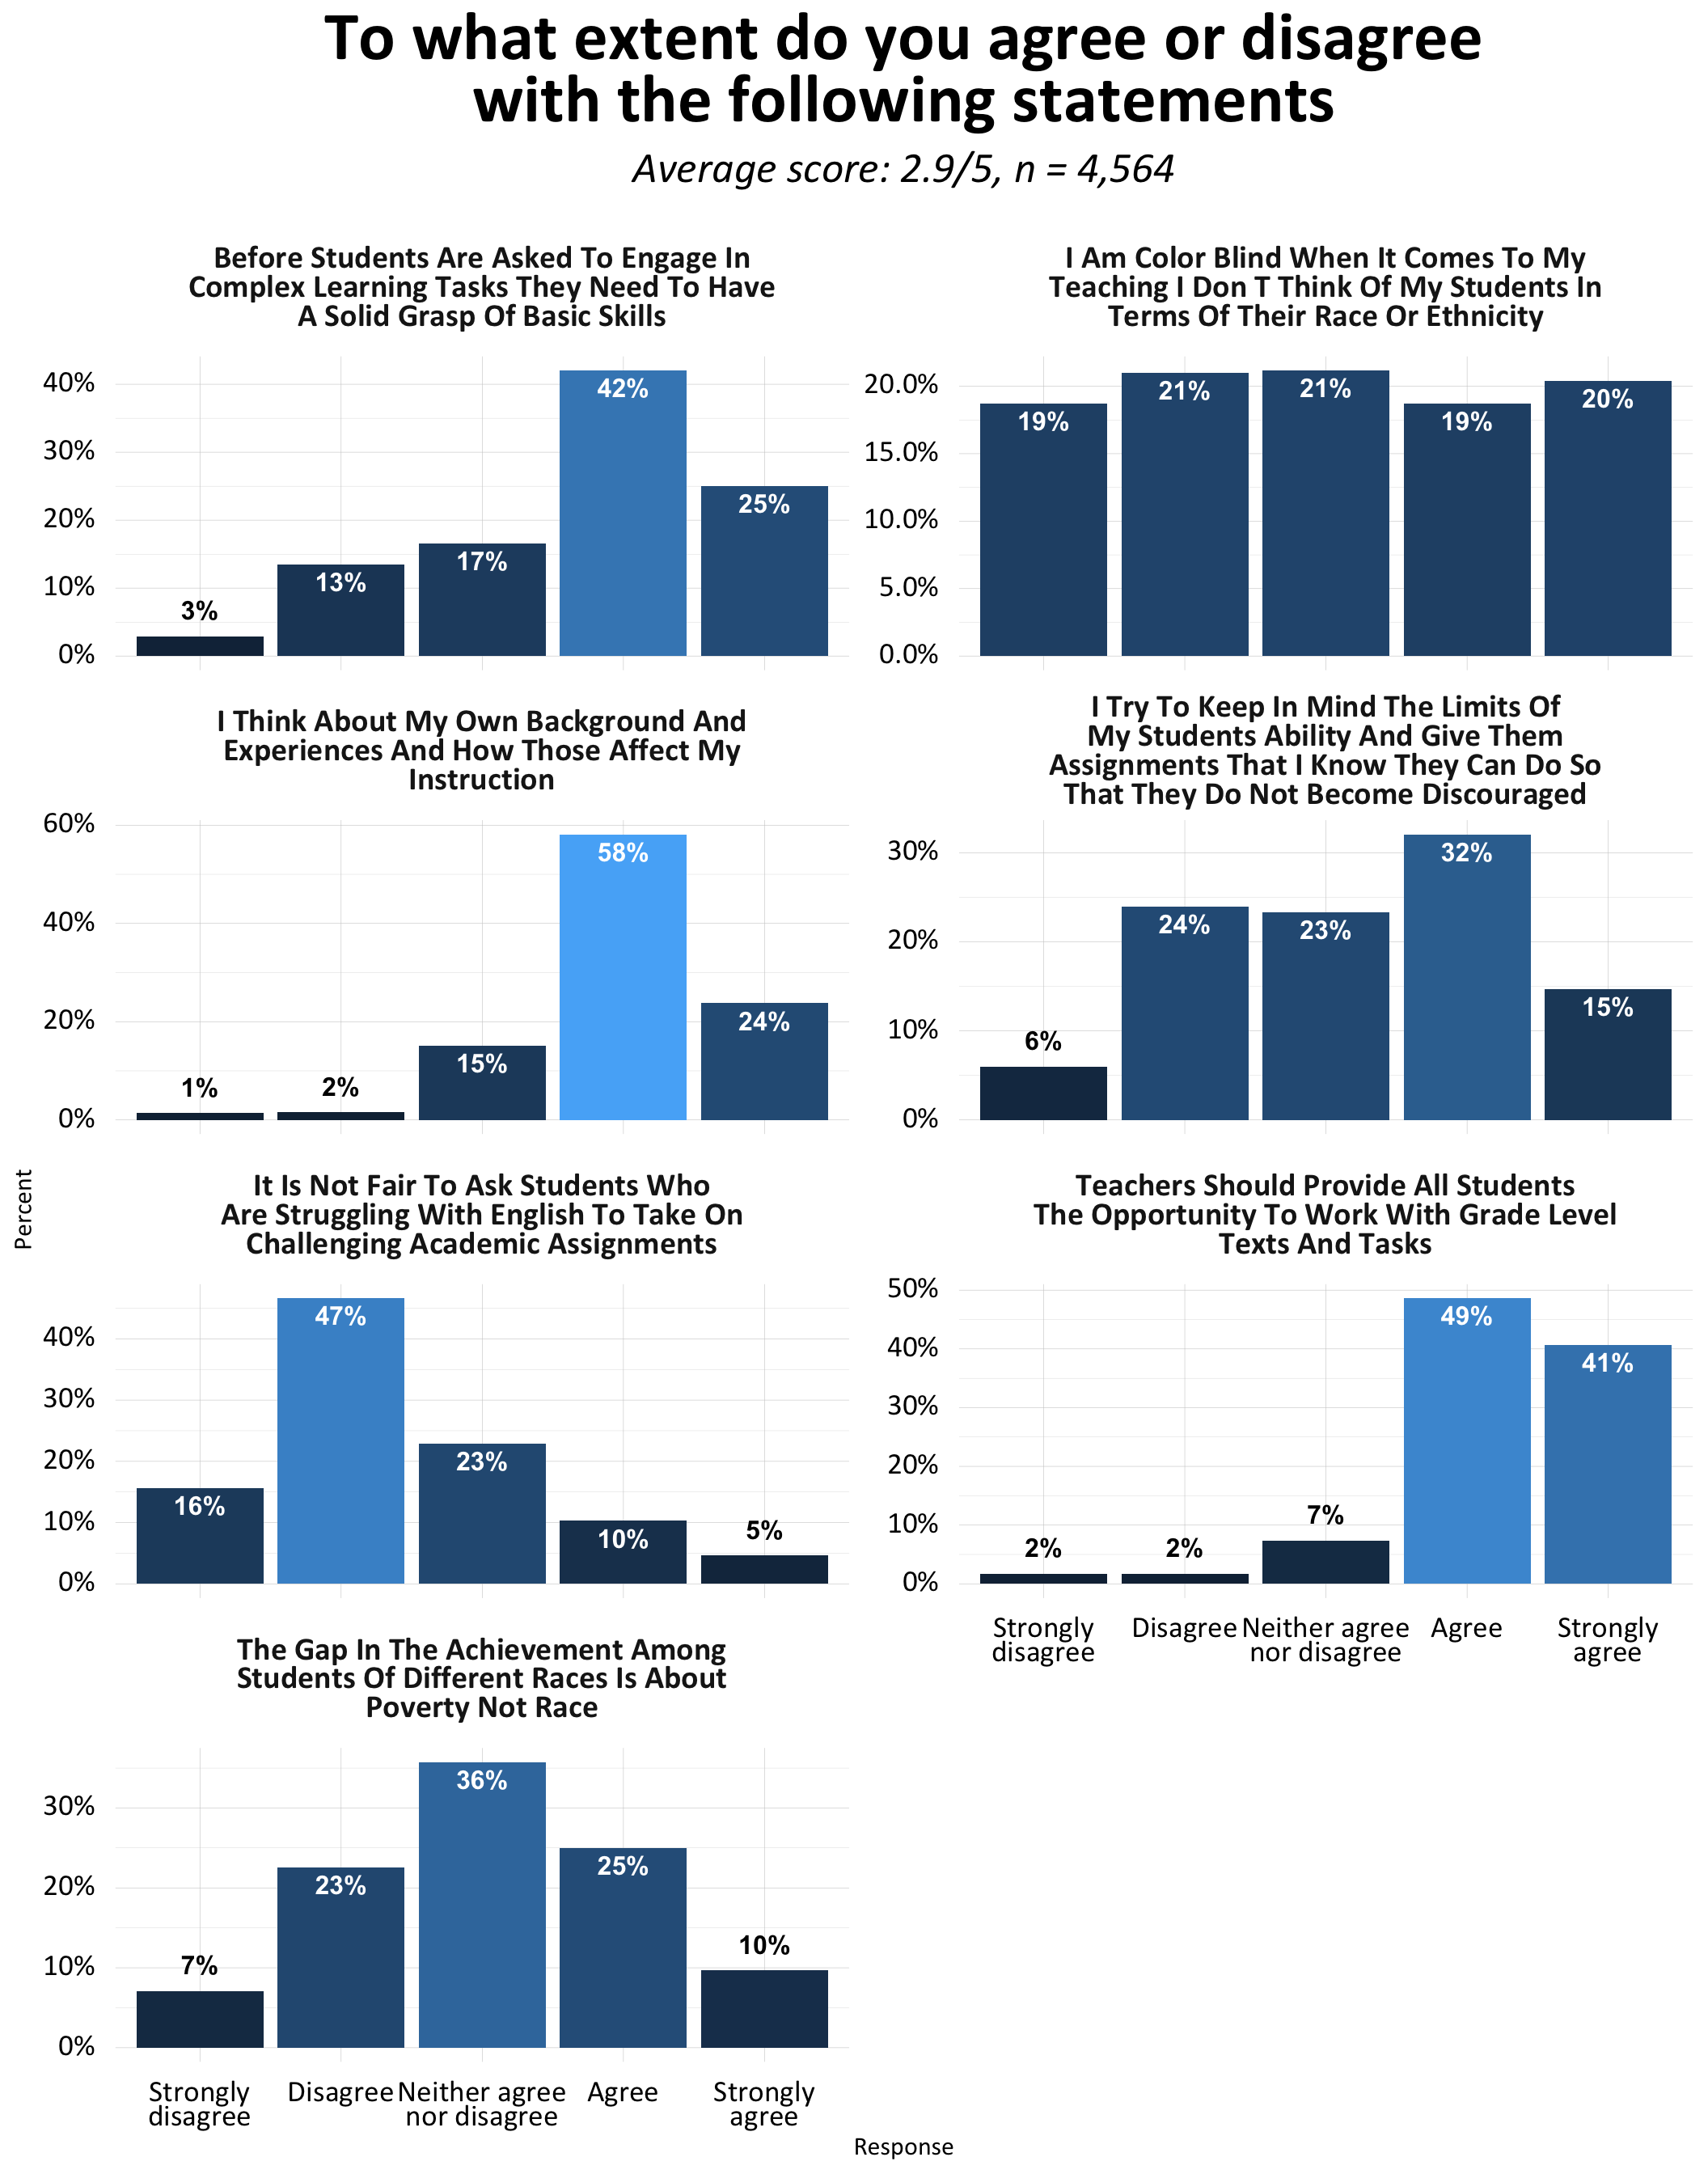 To what extent do you agree or disagree
with the following statements
Average score: 2.9/5, n = 4,564
Before Students Are Asked To Engage In
Complex Learning Tasks They Need To Have
A Solid Grasp Of Basic Skills
40%
30%
20%
10%
0%
3%
13%
17%
42%
25%
I Am Color Blind When It Comes To My
Teaching I Don T Think Of My Students In
Terms Of Their Race Or Ethnicity
20.0%
15.0%
10.0%
5.0%
0.0%
19%
21%
21%
19%
20%
I Think About My Own Background And
Experiences And How Those Affect My
Instruction
60%
40%
20%
0%
1%
2%
15%
58%
24%
I Try To Keep In Mind The Limits Of
My Students Ability And Give Them
Assignments That I Know They Can Do So
That They Do Not Become Discouraged
30%
20%
10%
0%
6%
24%
23%
32%
15%
Percent
It Is Not Fair To Ask Students Who
Are Struggling With English To Take On
Challenging Academic Assignments
40%
30%
20%
10%
0%
16%
47%
23%
10%
5%
Teachers Should Provide All Students
The Opportunity To Work With Grade Level
Texts And Tasks
50%
40%
30%
20%
10%
0%
2%
2%
7%
49%
41%
Strongly
disagree
Disagree
Neither agree
nor disagree
Agree
Strongly
agree
The Gap In The Achievement Among
Students Of Different Races Is About
Poverty Not Race
30%
20%
10%
0%
7%
23%
36%
25%
10%
Strongly
disagree
Disagree
Neither agree
nor disagree
Agree
Strongly
agree
Response